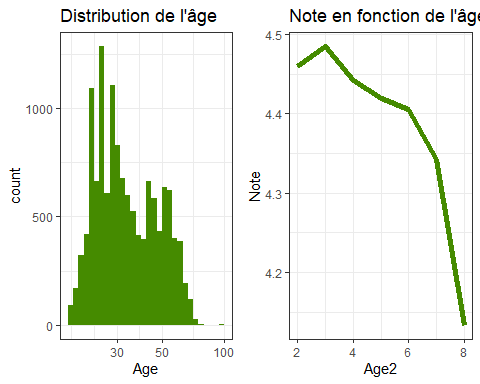 Distribution de l'âge
count
1000
500
0
30
50
100
Age
Note en fonction de l'âge
Note
4.5
4.4
4.3
4.2
2
4
6
8
Age2